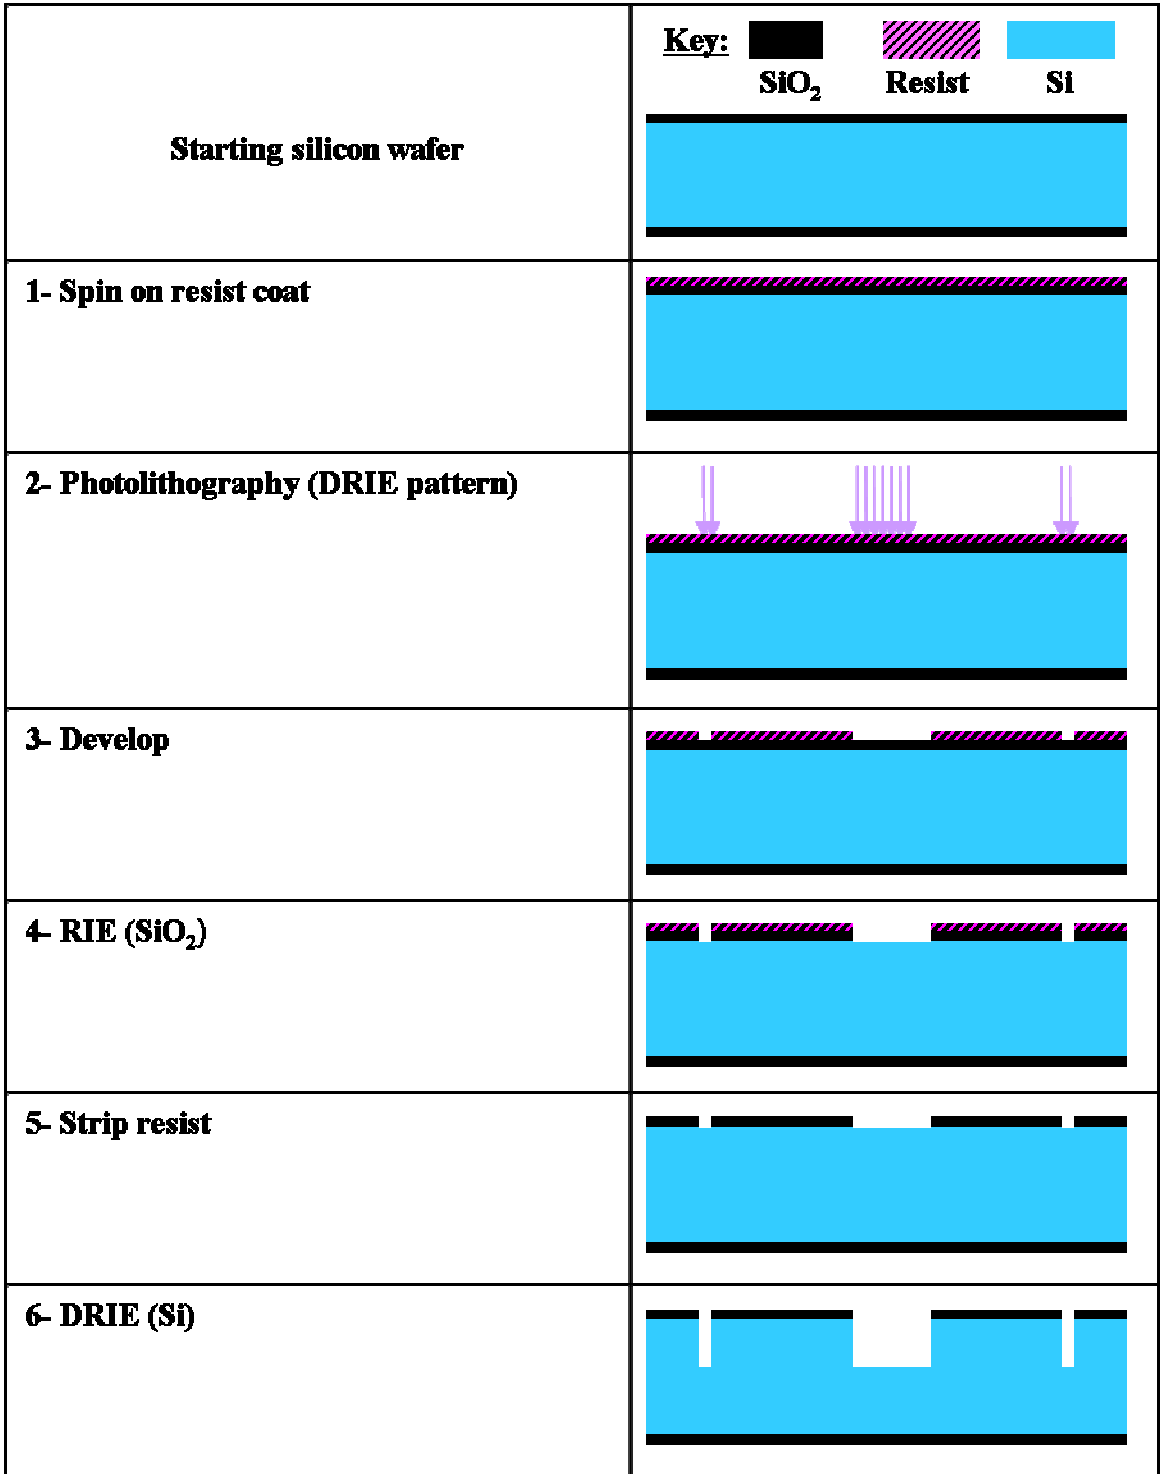 Key:
SiO₂ Resist Si
Starting silicon wafer
1- Spin on resist coat
2- Photolithography (DRIE pattern)
3- Develop
4- RIE (SiO₂)
5- Strip resist
6- DRIE (Si)